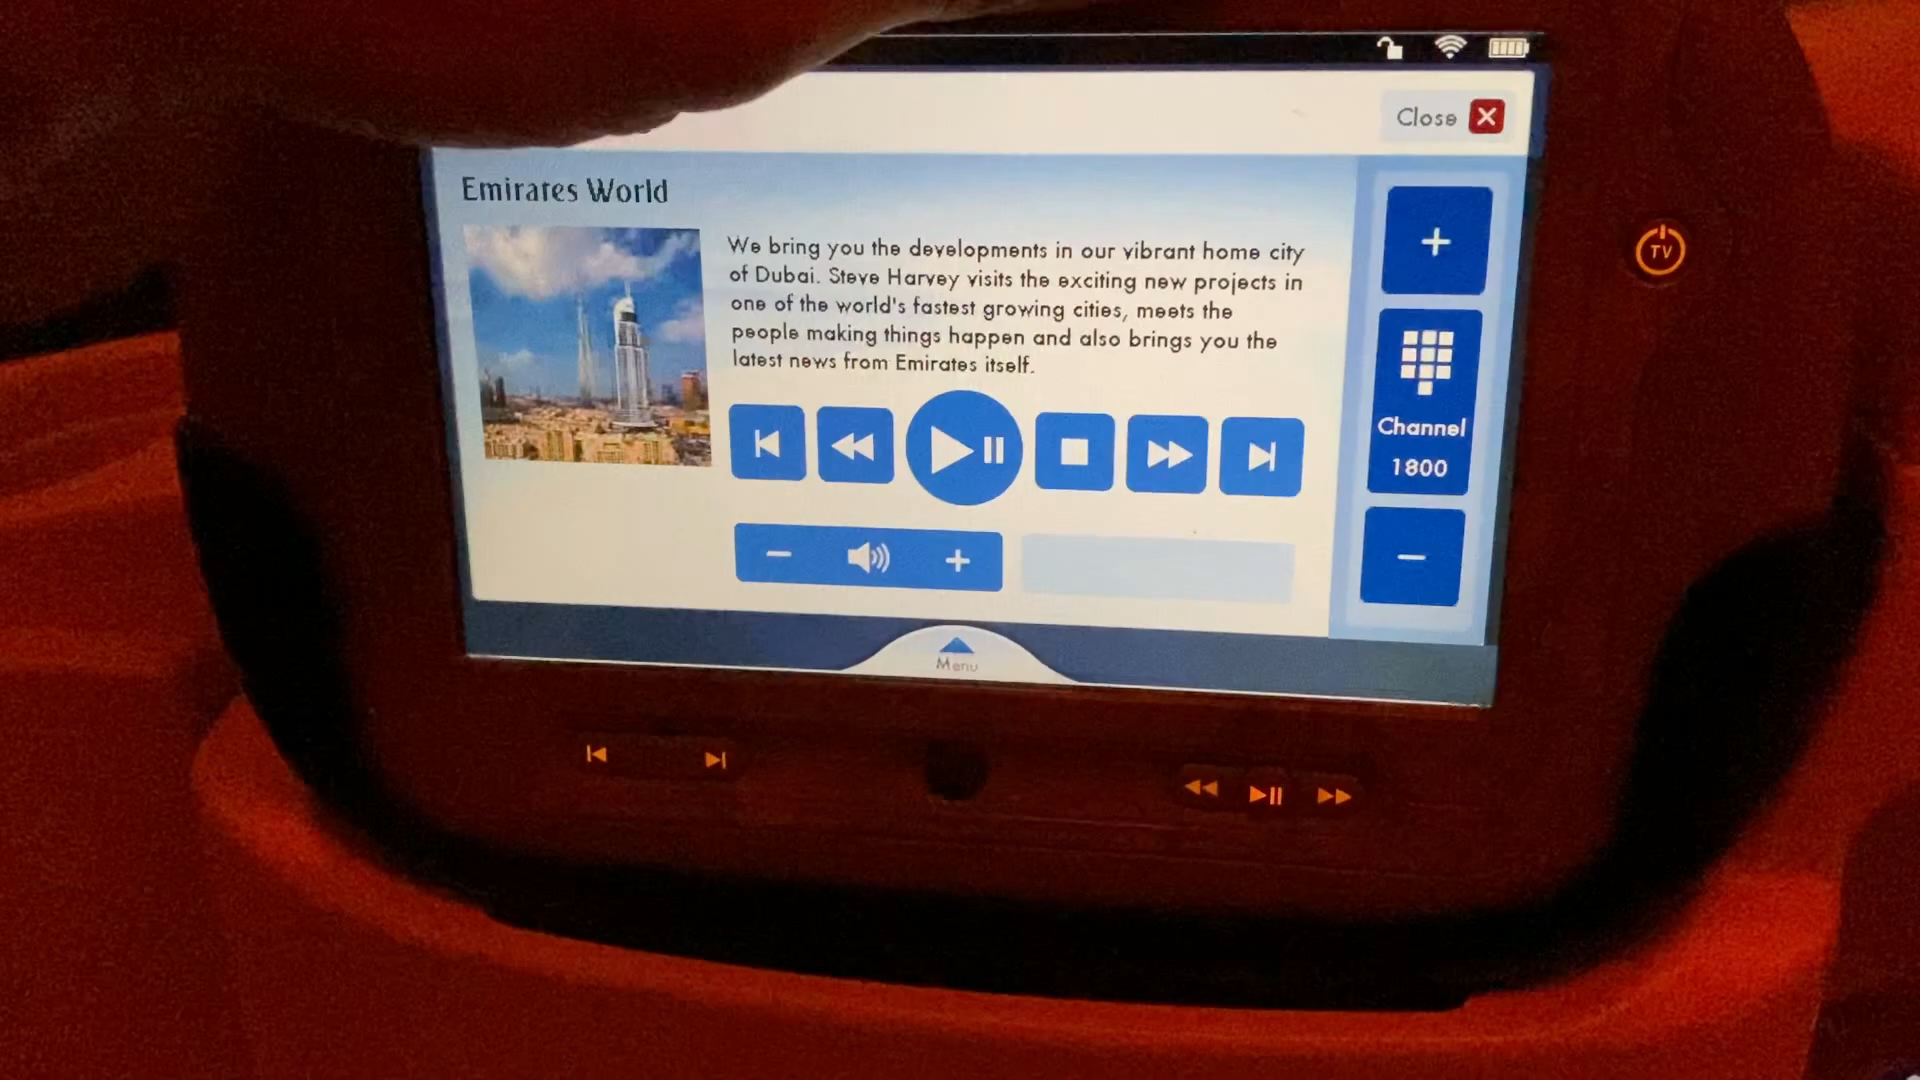 Close
Emirates World
We bring you the developments in our vibrant home city
of Dubai. Steve Harvey visits the exciting new projects in
one of the world's fastest growing cities, meets the
people making things happen and also brings you the
latest news from Emirates itself.
Channel
1800
Menu
TV